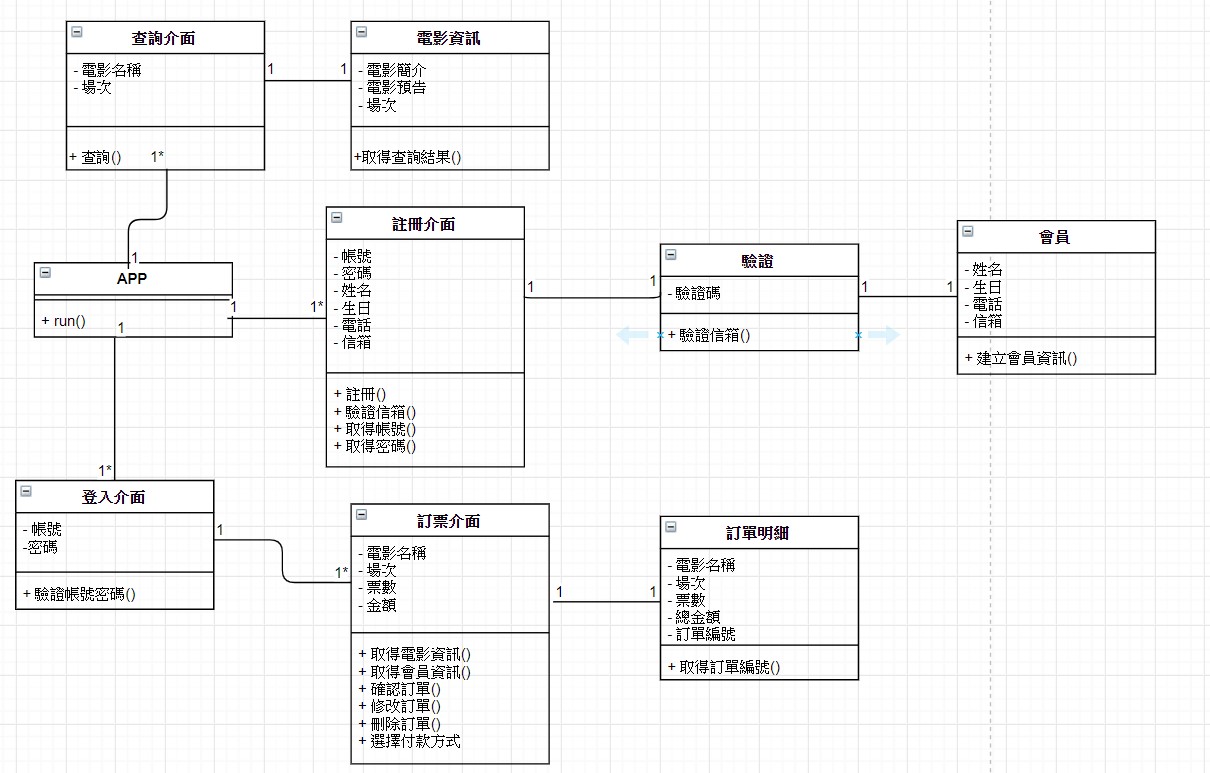 查詢介面
- 電影名稱
- 場次
+ 查詢()
1*
1
1
電影資訊
- 電影簡介
- 電影預告
- 場次
+取得查詢結果()
1
APP
+ run()
1
1
1*
註冊介面
- 帳號
- 密碼
- 姓名
- 生日
- 電話
- 信箱
+ 註冊()
+ 驗證信箱()
+ 取得帳號()
+ 取得密碼()
1
1
驗證
- 驗證碼
+ 驗證信箱()
1
1
會員
- 姓名
- 生日
- 電話
- 信箱
+ 建立會員資訊()
1*
登入介面
- 帳號
-密碼
+ 驗證帳號密碼()
1
1*
訂票介面
- 電影名稱
- 場次
- 票數
- 金額
+ 取得電影資訊()
+ 取得會員資訊()
+ 確認訂單()
+ 修改訂單()
+ 刪除訂單()
+ 選擇付款方式
1
1
訂單明細
- 電影名稱
- 場次
- 票數
- 總金額
- 訂單編號
+ 取得訂單編號()